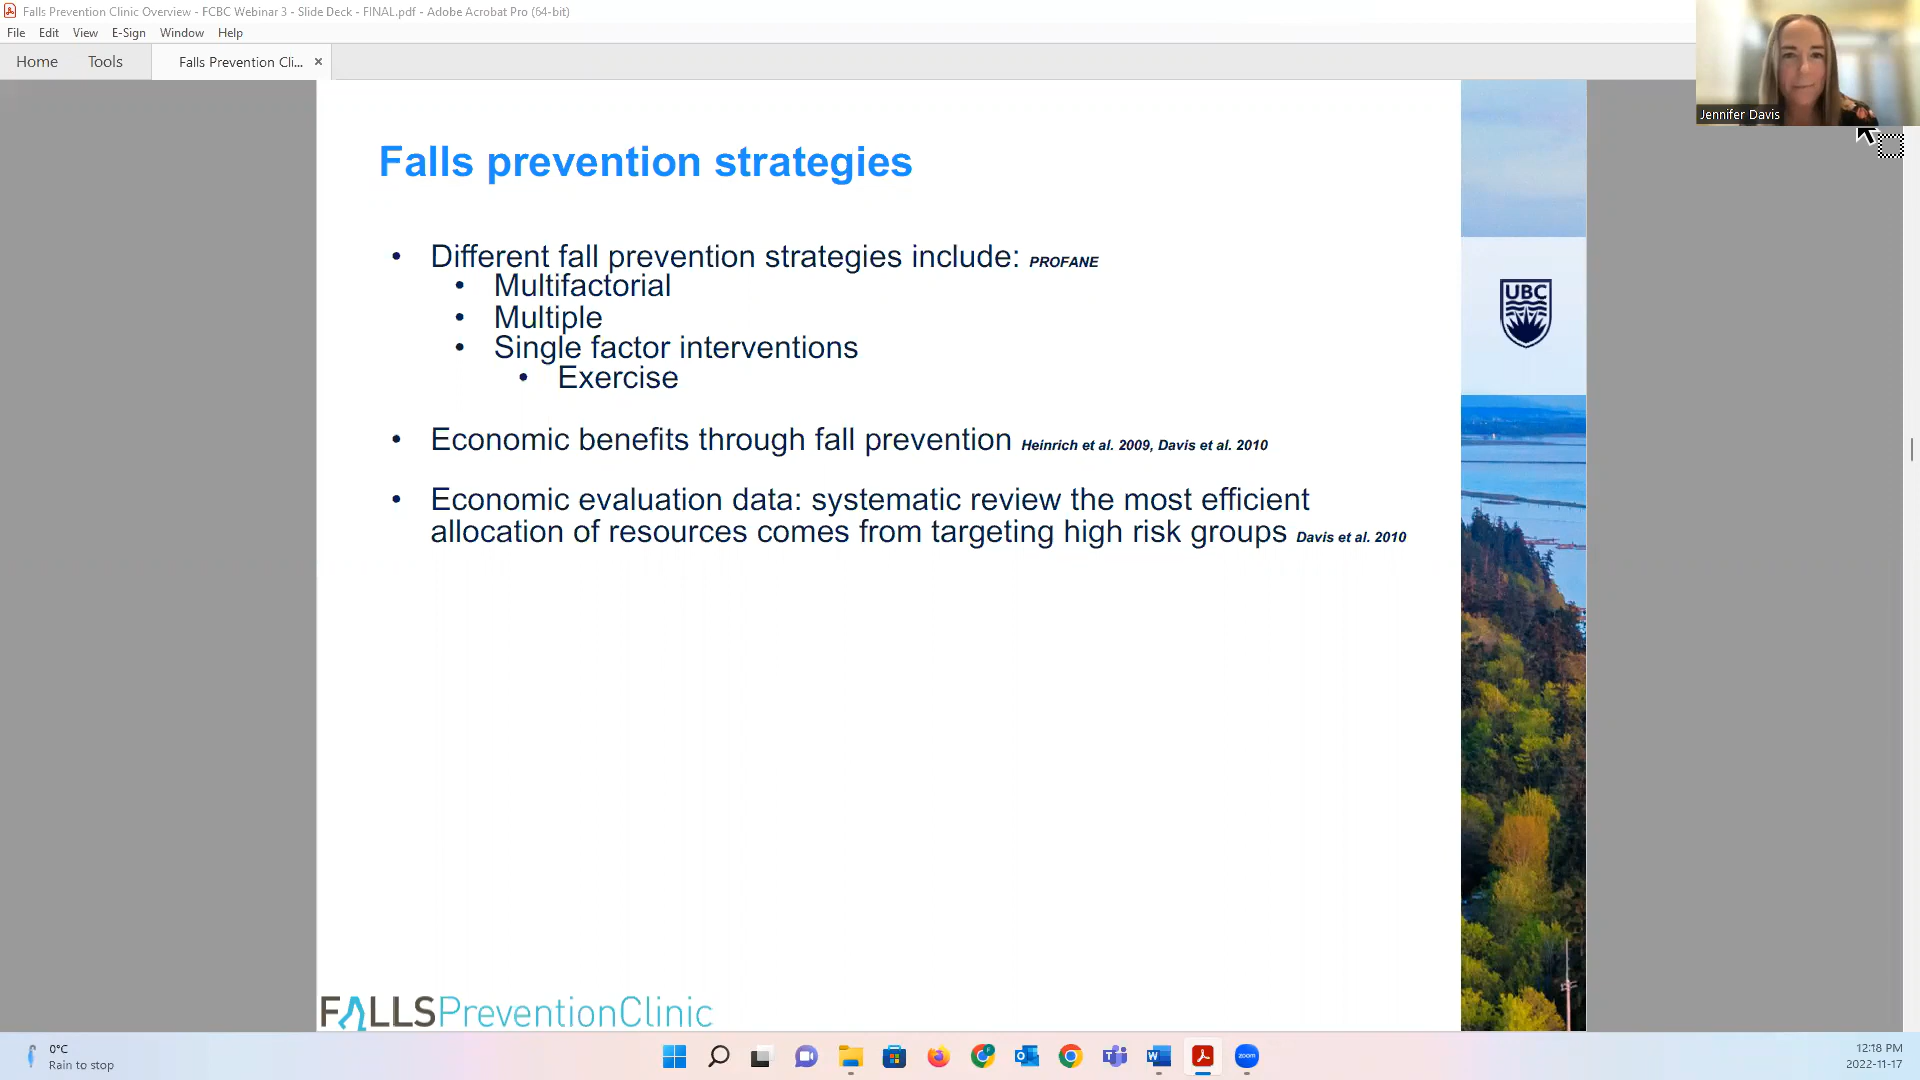 Falls Prevention Clinic Overview - FCBC Webinar 3 - Slide Deck - FINAL.pdf - Adobe Acrobat Pro (64-bit)
File Edit View E-Sign Window Help
Home Tools Falls Prevention Cli... ×
Jennifer Davis
Falls prevention strategies
• Different fall prevention strategies include: PROFANE
• Multifactorial
• Multiple
• Single factor interventions
• Exercise
• Economic benefits through fall prevention Heinrich et al. 2009, Davis et al. 2010
• Economic evaluation data: systematic review the most efficient
allocation of resources comes from targeting high risk groups Davis et al. 2010
UBC
FALLSPreventionClinic
0°C
Rain to stop
zoom
12:18 PM
2022-11-17